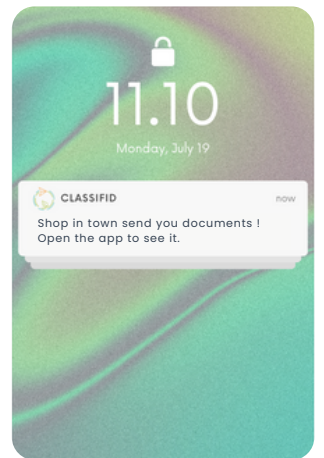 11.10
Monday, July 19
CLASSIFID now
Shop in town send you documents !
Open the app to see it.